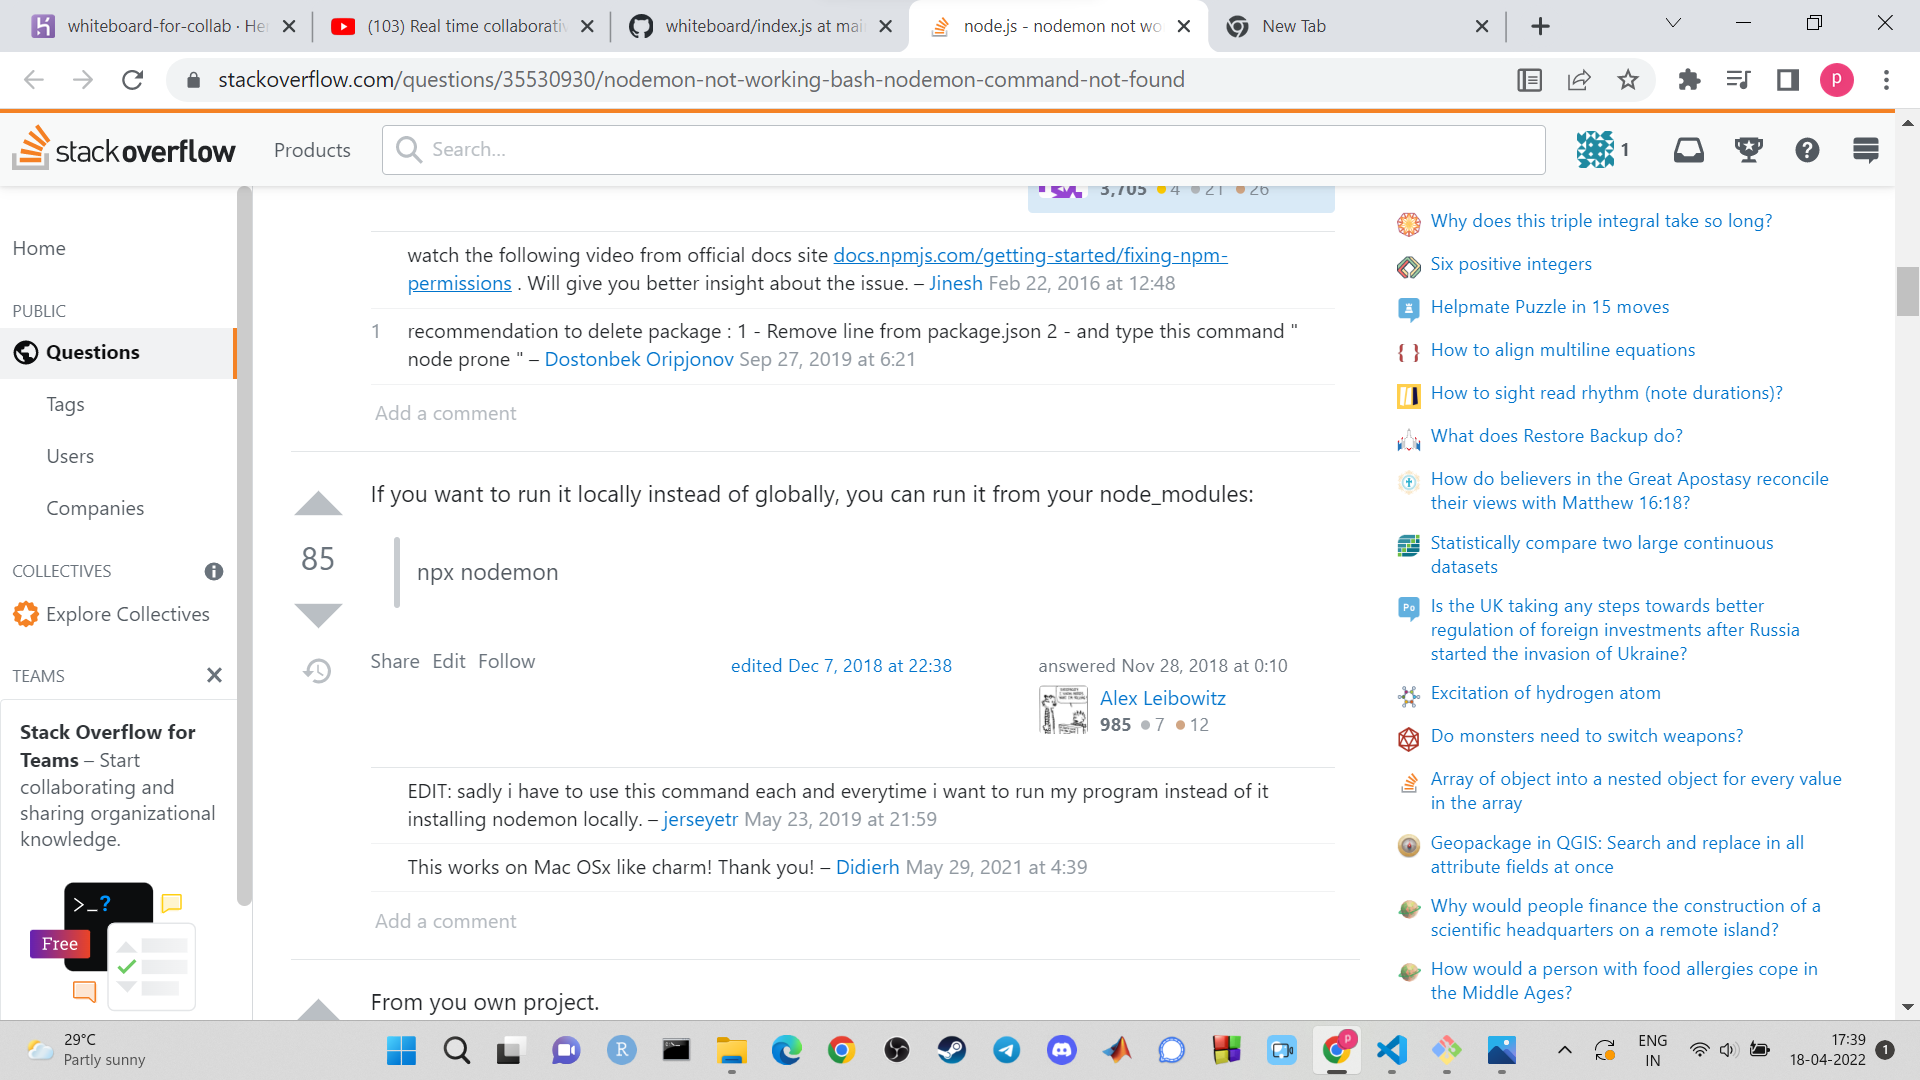 whiteboard-for-collab · Her
(103) Real time collaborativ
whiteboard/index.js at mai
node.js - nodemon not wo
New Tab
stackoverflow.com/questions/35530930/nodemon-not-working-bash-nodemon-command-not-found
P
stackoverflow
Products
Search...
1
Home
PUBLIC
Questions
Tags
Users
Companies
COLLECTIVES
Explore Collectives
TEAMS
Stack Overflow for
Teams – Start
collaborating and
sharing organizational
knowledge.
>_?
Free
3,705 4 21 26
watch the following video from official docs site docs.npmjs.com/getting-started/fixing-npm-
permissions . Will give you better insight about the issue. – Jinesh Feb 22, 2016 at 12:48
1 recommendation to delete package : 1 - Remove line from package.json 2 - and type this command "
node prone " – Dostonbek Oripjonov Sep 27, 2019 at 6:21
Add a comment
If you want to run it locally instead of globally, you can run it from your node_modules:
85
npx nodemon
Share Edit Follow
edited Dec 7, 2018 at 22:38
answered Nov 28, 2018 at 0:10
Alex Leibowitz
985 7 12
EDIT: sadly i have to use this command each and everytime i want to run my program instead of it
installing nodemon locally. – jerseyetr May 23, 2019 at 21:59
This works on Mac OSx like charm! Thank you! – Didierh May 29, 2021 at 4:39
Add a comment
From you own project.
Why does this triple integral take so long?
Six positive integers
Helpmate Puzzle in 15 moves
How to align multiline equations
How to sight read rhythm (note durations)?
What does Restore Backup do?
How do believers in the Great Apostasy reconcile
their views with Matthew 16:18?
Statistically compare two large continuous
datasets
Po
Is the UK taking any steps towards better
regulation of foreign investments after Russia
started the invasion of Ukraine?
Excitation of hydrogen atom
Do monsters need to switch weapons?
Array of object into a nested object for every value
in the array
Geopackage in QGIS: Search and replace in all
attribute fields at once
Why would people finance the construction of a
scientific headquarters on a remote island?
How would a person with food allergies cope in
the Middle Ages?
29°C
Partly sunny
R
P
ENG
IN
17:39
18-04-2022
1